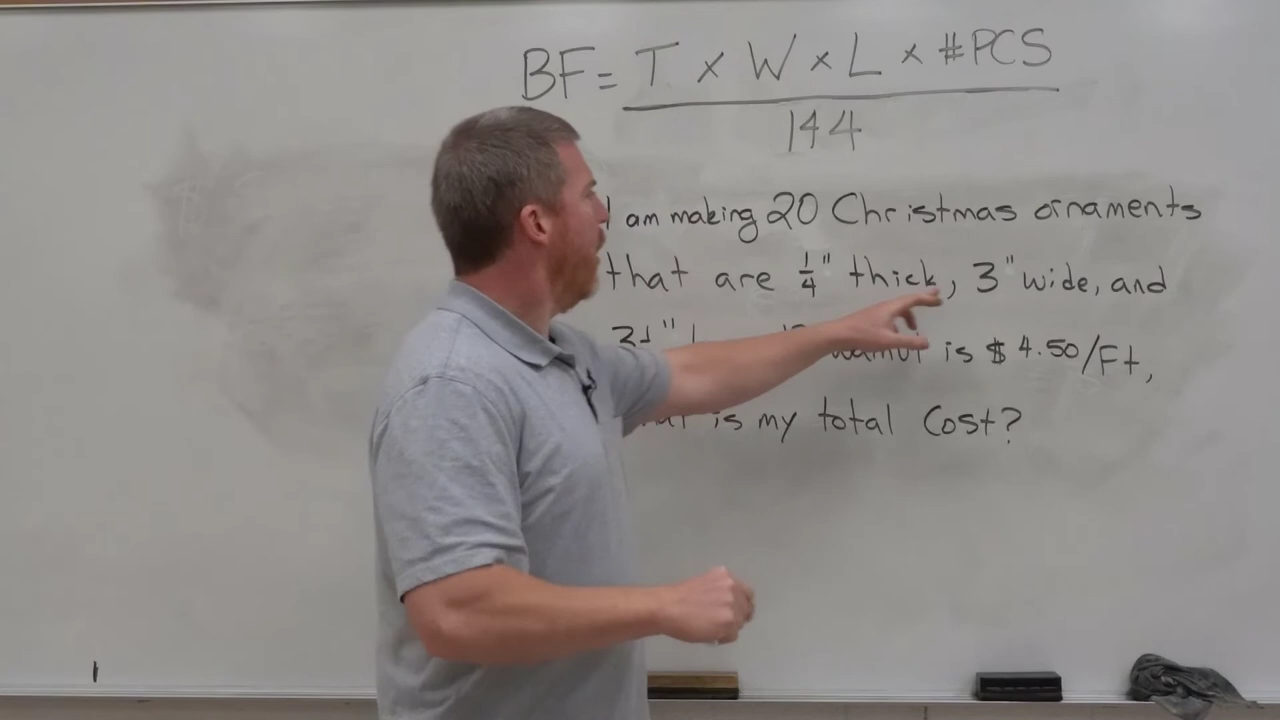 BF = T × W × L × #PCS
144
I am making 20 Christmas ornaments
that are 1/4" thick, 3" wide, and
is $4.50/Ft,
is my total Cost?